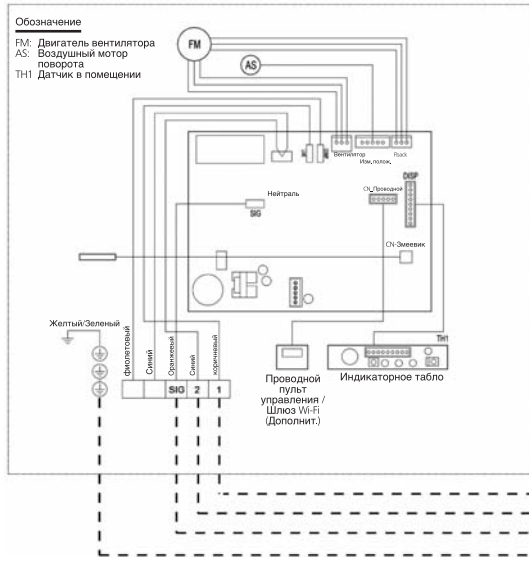 Обозначение
FM: Двигатель вентилятора
AS: Воздушный мотор
поворота
TH1 Датчик в помещении
FM
AS
Вентилятор
Изм. полож.
Fback
DISP
CN_Проводной
Нейтраль
SIG
CN-Змеевик
Желтый/Зеленый
фиолетовый
Синий
Оранжевый
Синий
коричневый
SIG 2 1
TH1
Проводной
пульт
управления /
Шлюз Wi-Fi
(Дополнит.)
Индикаторное табло